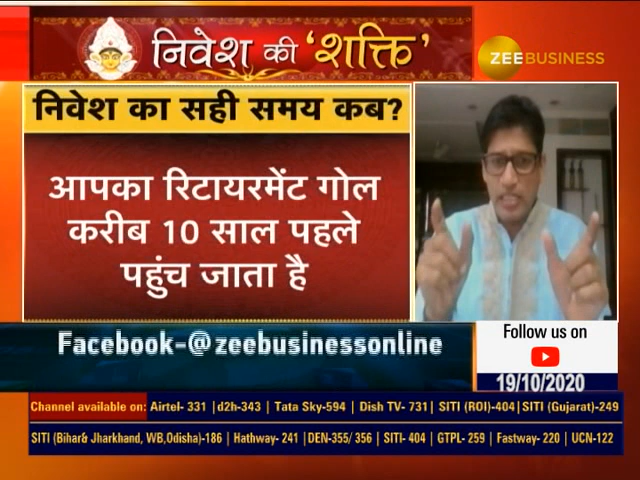 निवेश की 'शक्ति'
ZEEBUSINESS
निवेश का सही समय कब?
आपका रिटायरमेंट गोल
करीब 10 साल पहले
पहुंच जाता है
Facebook-@zeebusinessonline
Follow us on
19/10/2020
Channel available on: Airtel- 331 |d2h-343 | Tata Sky-594 | Dish TV- 731| SITI (ROI)-404|SITI (Gujarat)-249
SITI (Bihar& Jharkhand, WB,Odisha)-186 | Hathway- 241 |DEN-355/ 356 | SITI- 404 | GTPL- 259 | Fastway- 220 | UCN-122